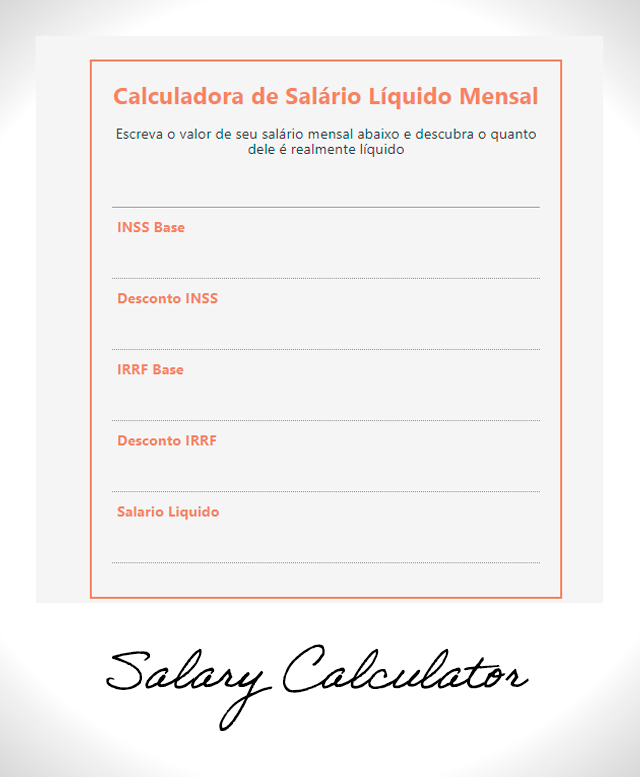 Calculadora de Salário Líquido Mensal
Escreva o valor de seu salário mensal abaixo e descubra o quanto
dele é realmente líquido
INSS Base
Desconto INSS
IRRF Base
Desconto IRRF
Salario Liquido
Salary Calculator